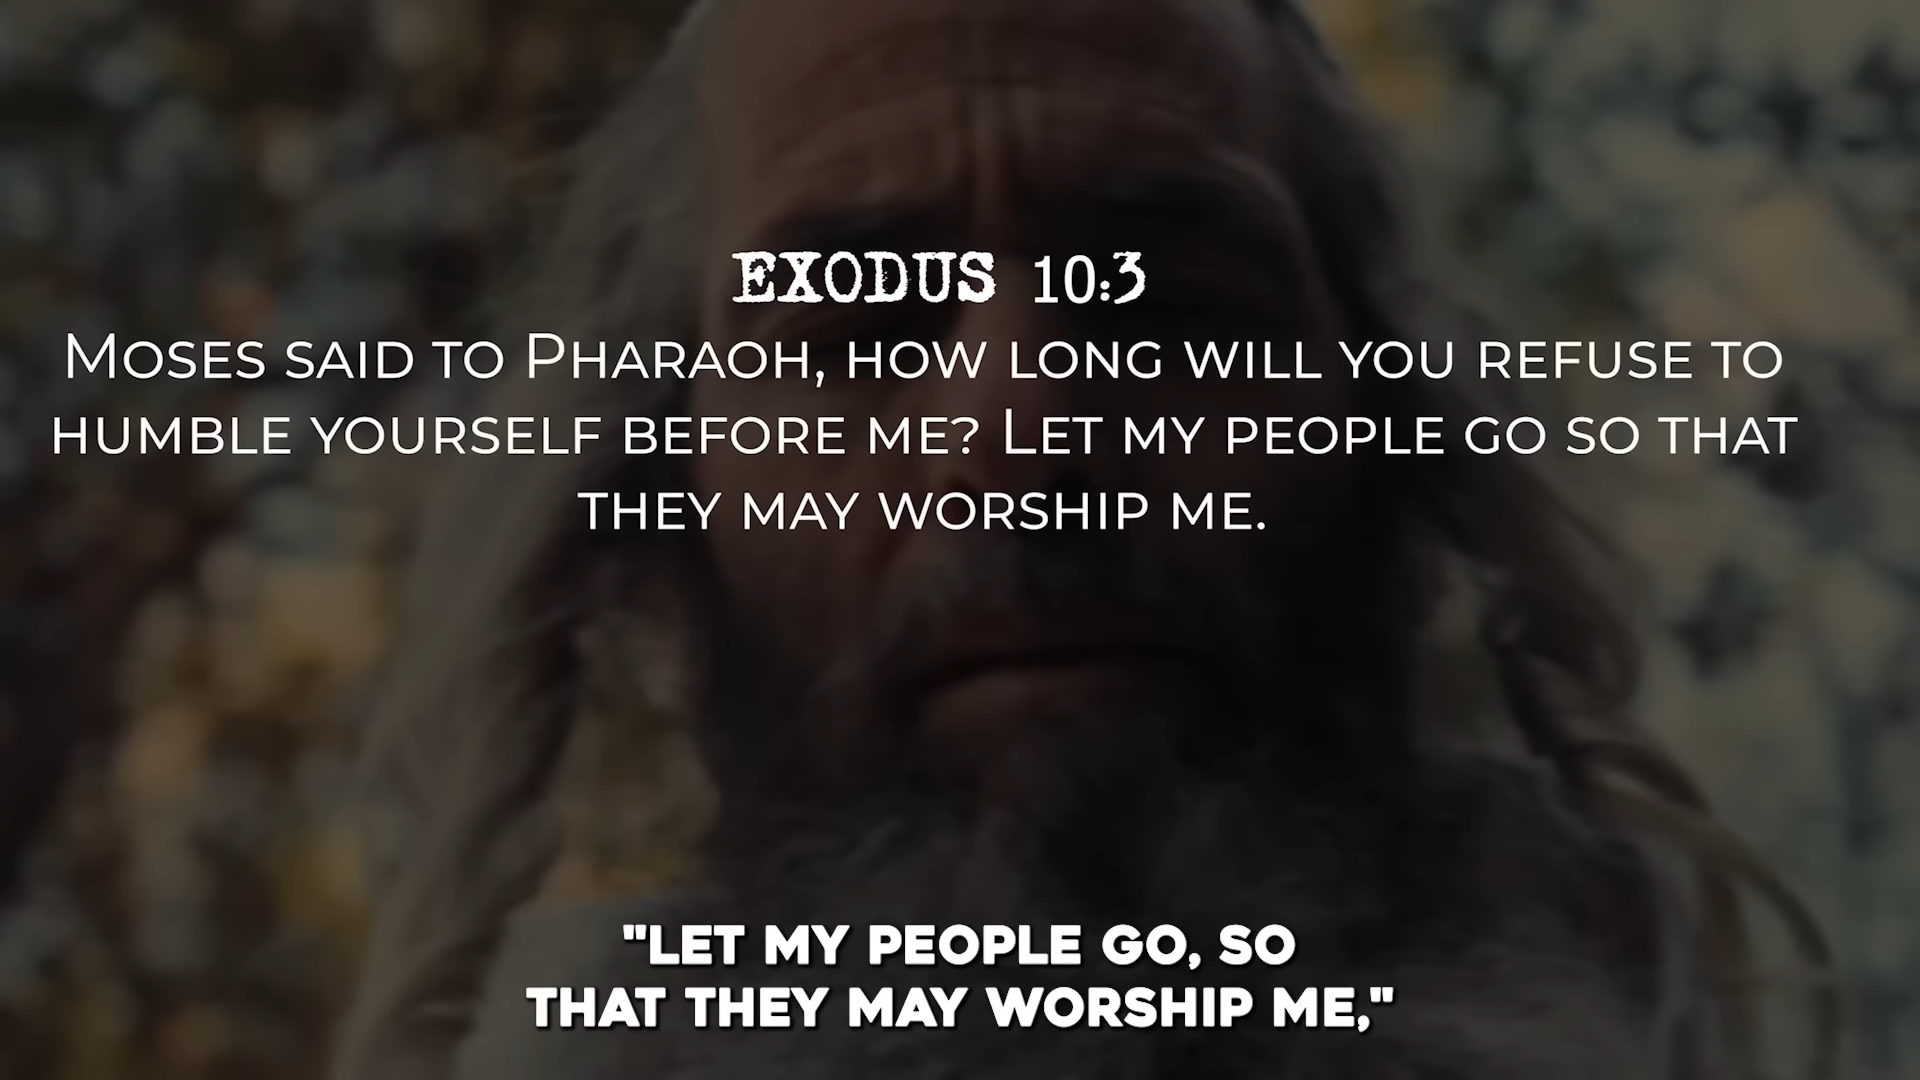 EXODUS 10:3
Moses said to Pharaoh, how long will you refuse to
humble yourself before me? Let my people go so that
they may worship me.
"LET MY PEOPLE GO, SO
THAT THEY MAY WORSHIP ME,"